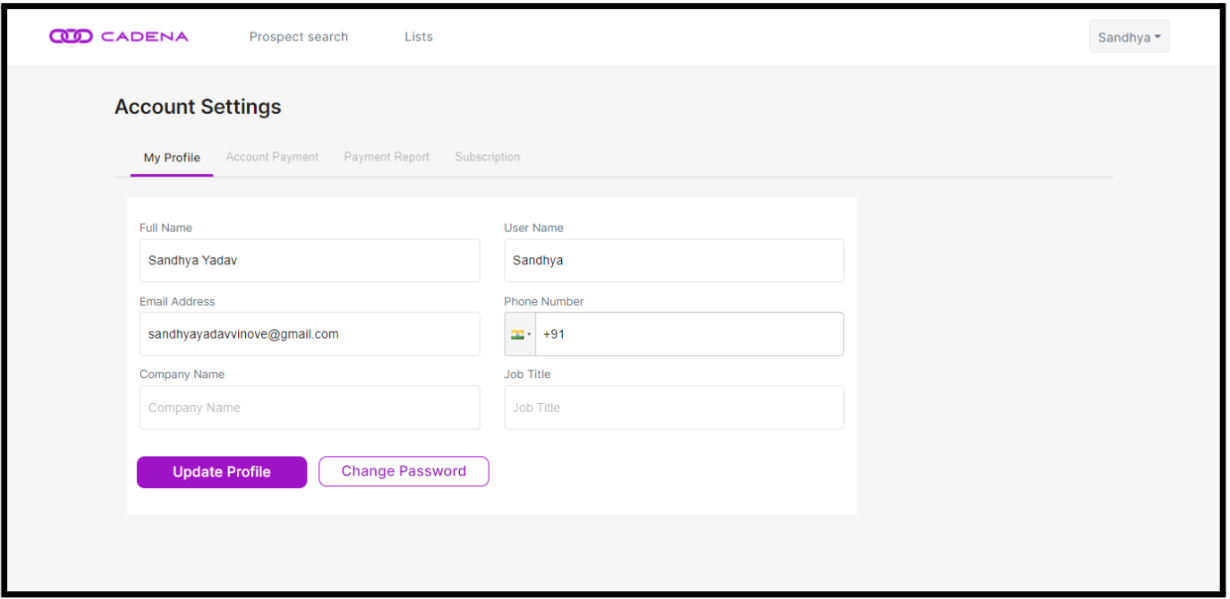 CADENA Prospect search Lists Sandhya
Account Settings
My Profile Account Payment Payment Report Subscription
Full Name User Name
Sandhya Yadav Sandhya
Email Address Phone Number
sandhyayadavvinove@gmail.com +91
Company Name Job Title
Company Name Job Title
Update Profile Change Password